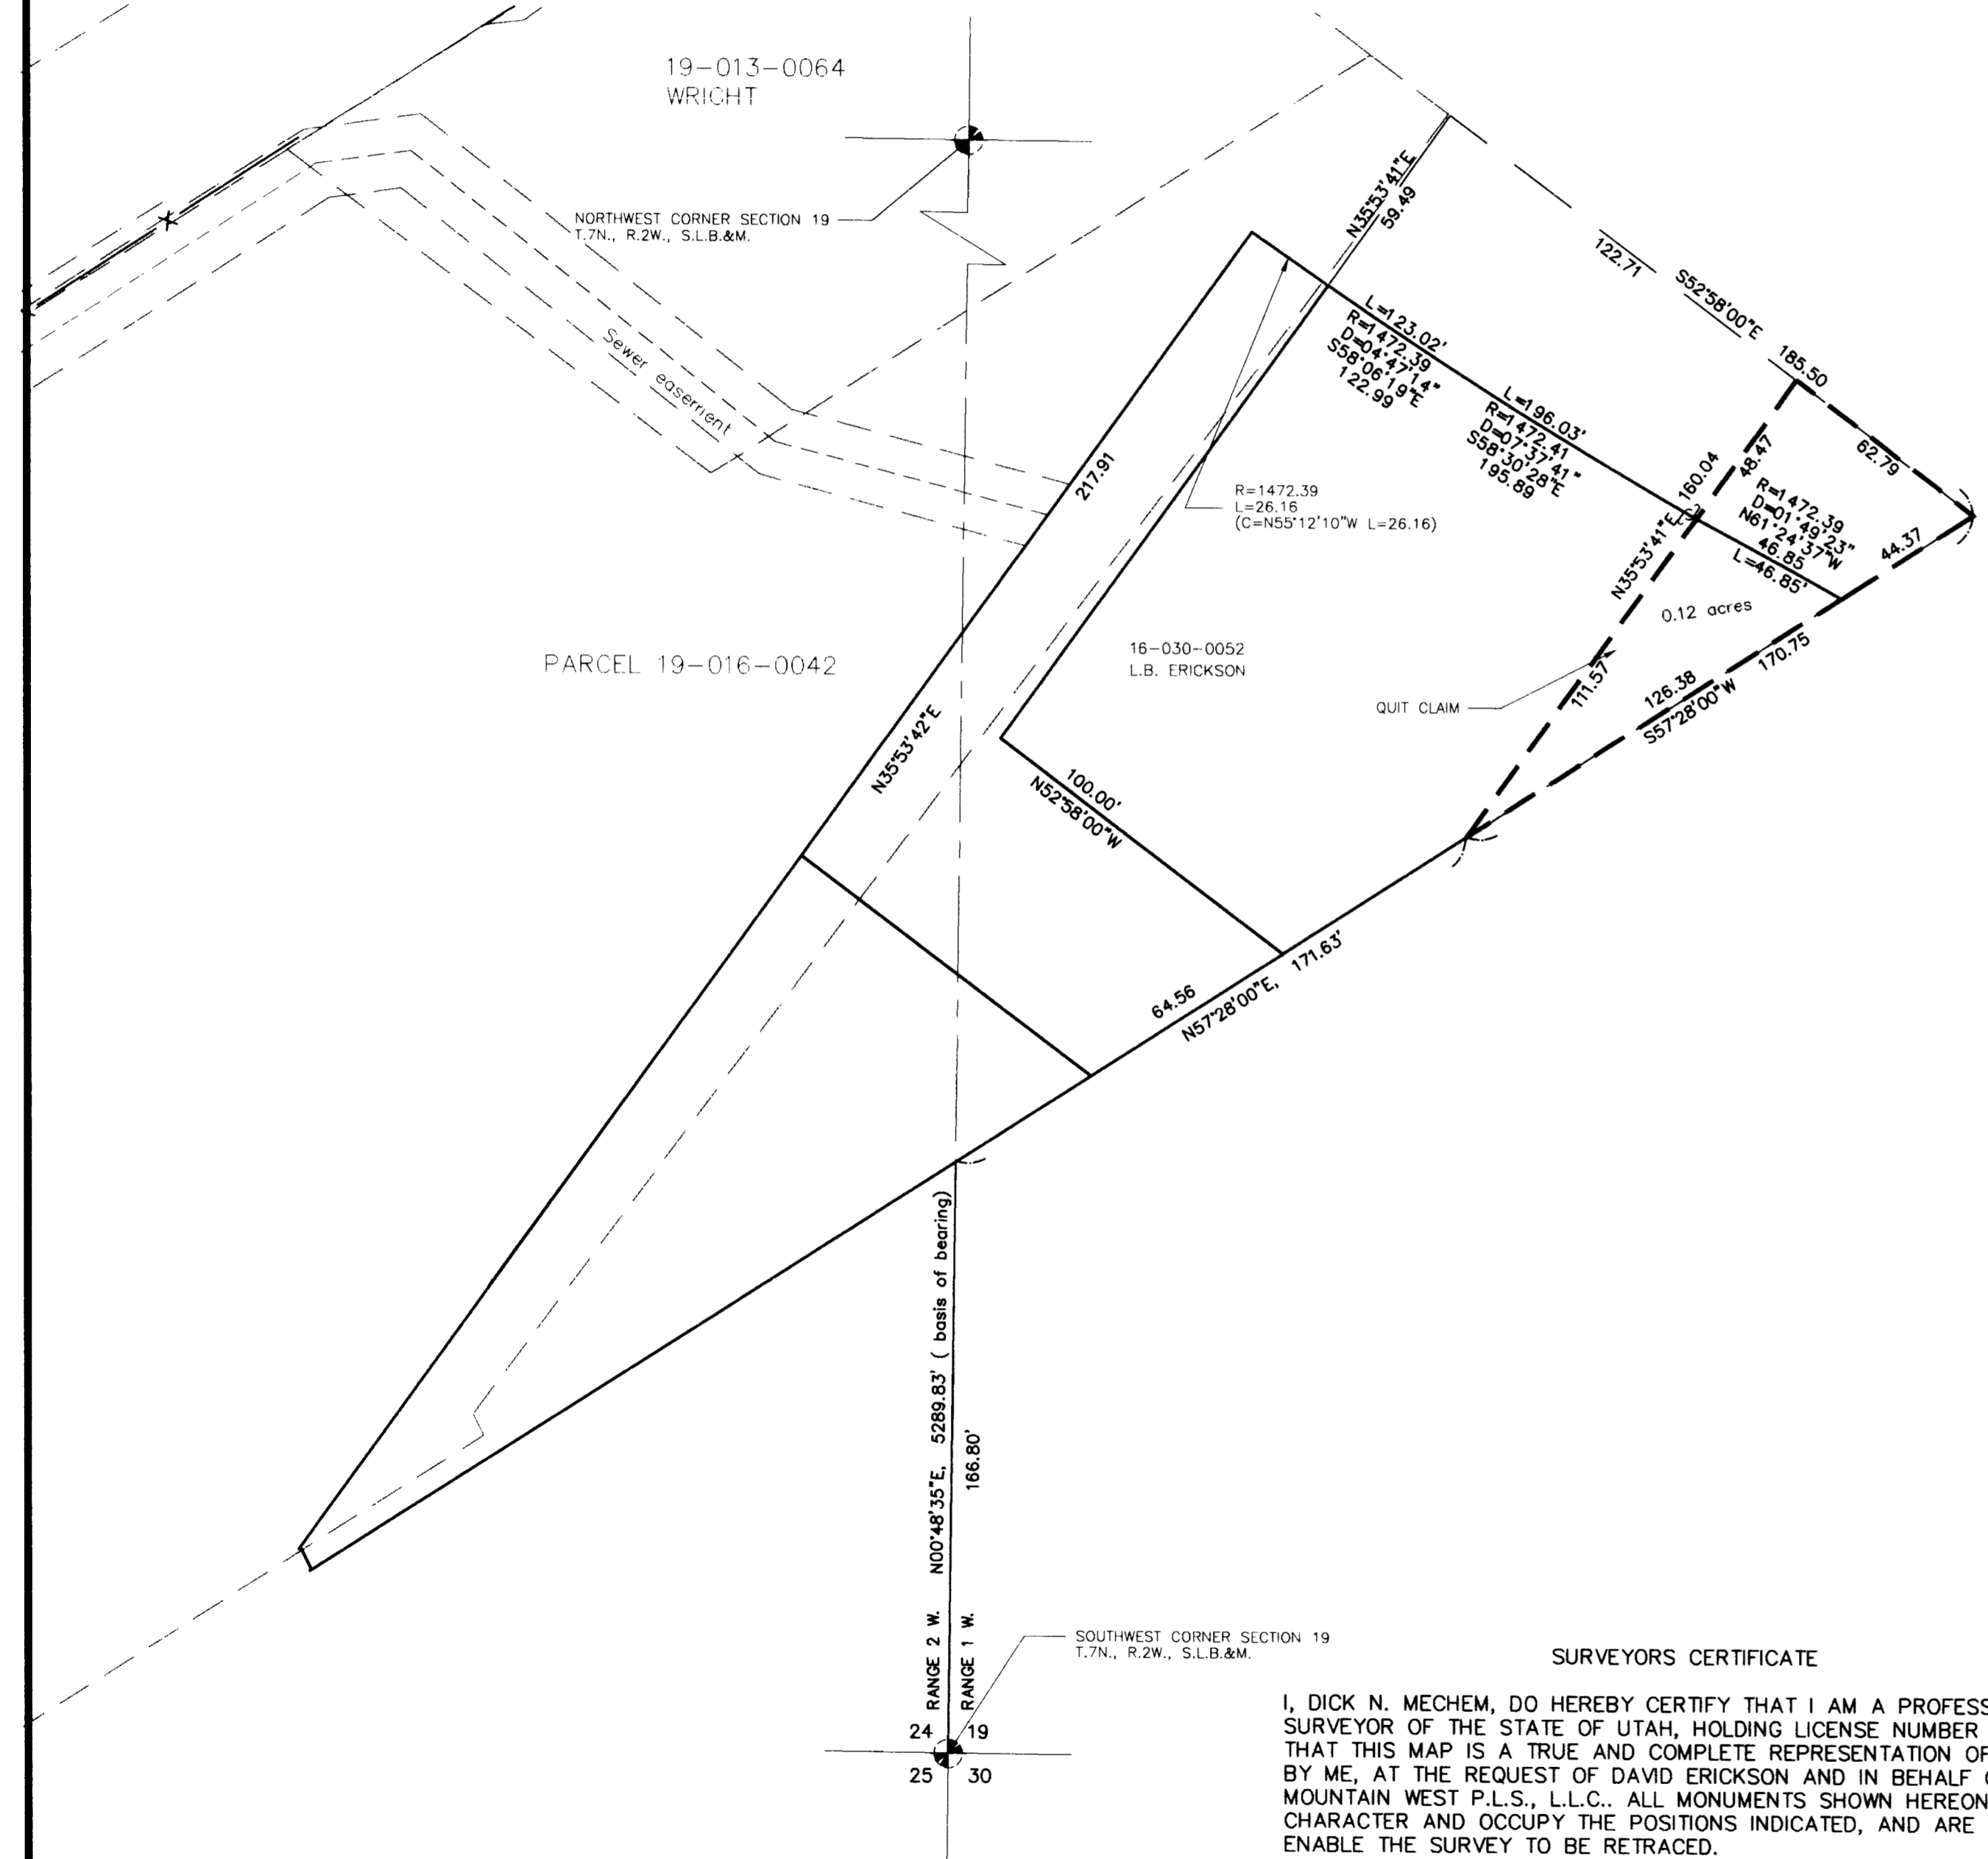 19-013-0064
WRIGHT
NORTHWEST CORNER SECTION 19
T.7N., R.2W., S.L.B.&M.
Sewer easement
N35°53'41"E
59.49
122.71
S52°58'00"E
185.50
L=123.02'
R=1472.39
D=04°47'14"
S58°06'19"E
122.99
L=196.03'
R=1472.41
D=07°37'41"
S58°30'28"E
195.89
62.79
48.47
160.04
N35°53'41"E
R=1472.39
D=01°49'23"
N61°24'37"W
46.85
L=46.85'
44.37
217.91
R=1472.39
L=26.16
(C=N55°12'10"W L=26.16)
0.12 acres
16-030-0052
L.B. ERICKSON
PARCEL 19-016-0042
QUIT CLAIM
111.57
126.38
170.75
S57°28'00"W
N35°53'42"E
100.00'
N52°58'00"W
64.56
171.63'
N57°28'00"E,
N00°48'35"E, 5289.83' ( basis of bearing)
166.80'
RANGE 2 W.
RANGE 1 W.
SOUTHWEST CORNER SECTION 19
T.7N., R.2W., S.L.B.&M.
24 19
25 30
SURVEYORS CERTIFICATE
I, DICK N. MECHEM, DO HEREBY CERTIFY THAT I AM A PROFESS
SURVEYOR OF THE STATE OF UTAH, HOLDING LICENSE NUMBER
THAT THIS MAP IS A TRUE AND COMPLETE REPRESENTATION OF
BY ME, AT THE REQUEST OF DAVID ERICKSON AND IN BEHALF
MOUNTAIN WEST P.L.S., L.L.C.. ALL MONUMENTS SHOWN HEREON
CHARACTER AND OCCUPY THE POSITIONS INDICATED, AND ARE
ENABLE THE SURVEY TO BE RETRACED.